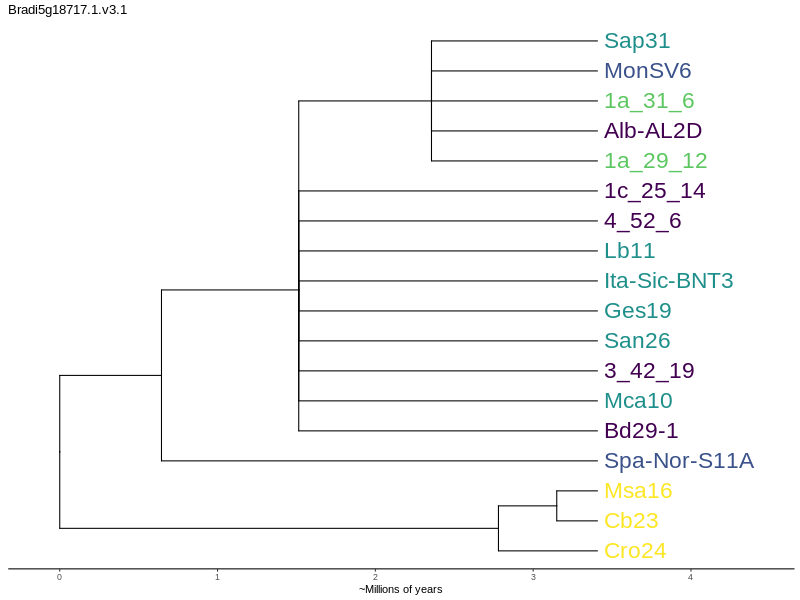 Bradi5g18717.1.v3.1
Sap31
MonSV6
1a_31_6
Alb-AL2D
1a_29_12
1c_25_14
4_52_6
Lb11
Ita-Sic-BNT3
Ges19
San26
3_42_19
Mca10
Bd29-1
Spa-Nor-S11A
Msa16
Cb23
Cro24
0 1 2 3 4
~Millions of years